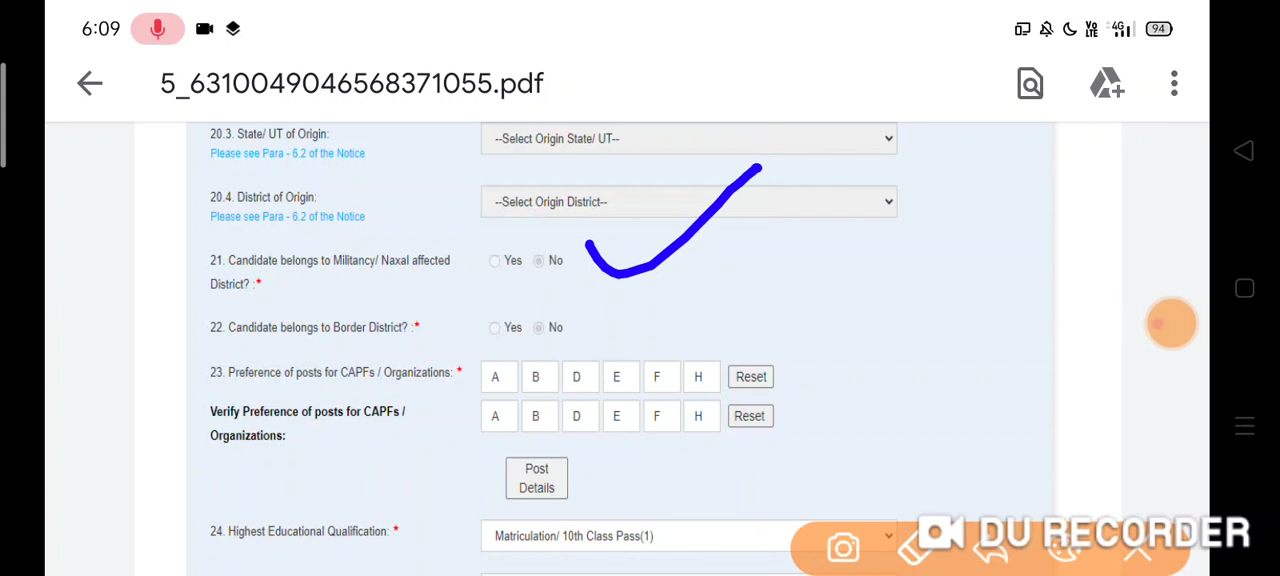 6:09 Vo LTE 4G 94
5_6310049046568371055.pdf
20.3. State/ UT of Origin: --Select Origin State/ UT--
Please see Para - 6.2 of the Notice
20.4. District of Origin: --Select Origin District--
Please see Para - 6.2 of the Notice
21. Candidate belongs to Militancy/ Naxal affected Yes No
District? :*
22. Candidate belongs to Border District? :* Yes No
23. Preference of posts for CAPFs / Organizations: * A B D E F H Reset
Verify Preference of posts for CAPFs / A B D E F H Reset
Organizations:
Post
Details
24. Highest Educational Qualification: * Matriculation/ 10th Class Pass(1)
DU RECORDER